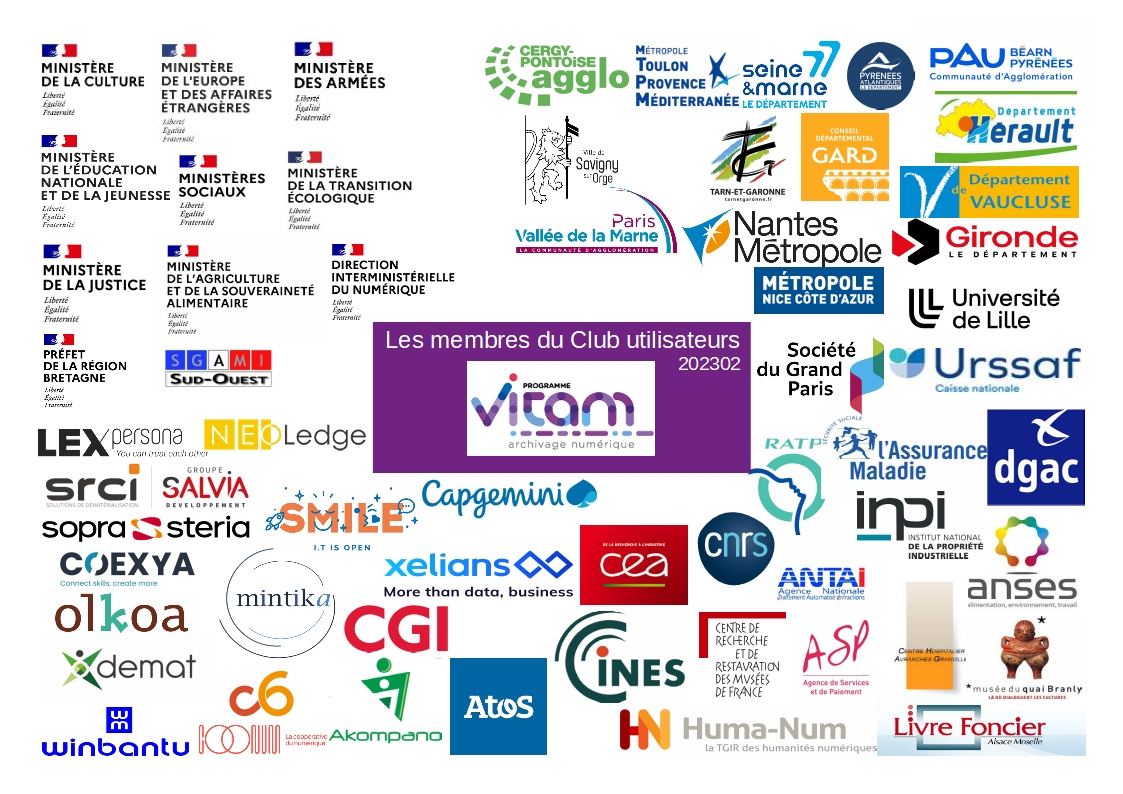 MINISTÈRE
DE LA CULTURE
Liberté
Égalité
Fraternité
MINISTÈRE
DE L'EUROPE
ET DES AFFAIRES
ÉTRANGÈRES
Liberté
Égalité
Fraternité
MINISTÈRE
DES ARMÉES
Liberté
Égalité
Fraternité
CERGY-
PONTOISE
agglo
MÉTROPOLE
TOULON
PROVENCE
MÉDITERRANÉE
seine
&marne
77
LE DÉPARTEMENT
PYRÉNÉES
ATLANTIQUES
LE DÉPARTEMENT
PAU BÉARN
PYRÉNÉES
Communauté d'Agglomération
Département
Hérault
MINISTÈRE
DE L'ÉDUCATION
NATIONALE
ET DE LA JEUNESSE
Liberté
Égalité
Fraternité
MINISTÈRES
SOCIAUX
Liberté
Égalité
Fraternité
MINISTÈRE
DE LA TRANSITION
ÉCOLOGIQUE
Liberté
Égalité
Fraternité
Ville de
Savigny
sur Orge
TARN-ET-GARONNE
tarnetgaronne.fr
CONSEIL
DÉPARTEMENTAL
GARD
Département
de VAUCLUSE
Paris
Vallée de la Marne
LA COMMUNAUTÉ D'AGGLOMÉRATION
Nantes
Métropole
Gironde
LE DÉPARTEMENT
MINISTÈRE
DE LA JUSTICE
Liberté
Égalité
Fraternité
MINISTÈRE
DE L'AGRICULTURE
ET DE LA SOUVERAINETÉ
ALIMENTAIRE
Liberté
Égalité
Fraternité
DIRECTION
INTERMINISTÉRIELLE
DU NUMÉRIQUE
Liberté
Égalité
Fraternité
MÉTROPOLE
NICE CÔTE D'AZUR
Université
de Lille
PRÉFET
DE LA RÉGION
BRETAGNE
Liberté
Égalité
Fraternité
SGAMI
SUD-OUEST
Les membres du Club utilisateurs
202302
PROGRAMME
vitam
archivage numérique
Société
du Grand
Paris
Urssaf
Caisse nationale
LEX persona
You can trust each other
NEOLedge
RATP
SÉCURITÉ SOCIALE
l'Assurance
Maladie
dgac
srci
SOLUTIONS DE DÉMATÉRIALISATION
GROUPE
SALVIA
DEVELOPPEMENT
SMILE
I.T IS OPEN
Capgemini
inpi
INSTITUT NATIONAL
DE LA PROPRIÉTÉ
INDUSTRIELLE
sopra steria
COEXYA
Connect skills, create more
xelians
More than data, business
DE LA RECHERCHE À L'INDUSTRIE
cea
cnrs
ANTAI
Agence Nationale
Traitement Automatisé Infractions
anses
alimentation, environnement, travail
olkoa
mintika
CGI
CINES
CENTRE DE
RECHERCHE
ET DE
RESTAURATION
DES MUSÉES
DE FRANCE
ASP
Agence de Services
et de Paiement
CENTRE HOSPITALIER
AVRANCHES GRANVILLE
*
*musée du quai Branly
LÀ OÙ DIALOGUENT LES CULTURES
Xdemat
c6
Akompano
Atos
winbantu
La coopérative
du numérique
HN Huma-Num
la TGIR des humanités numériques
LIVRE FONCIER
Alsace Moselle